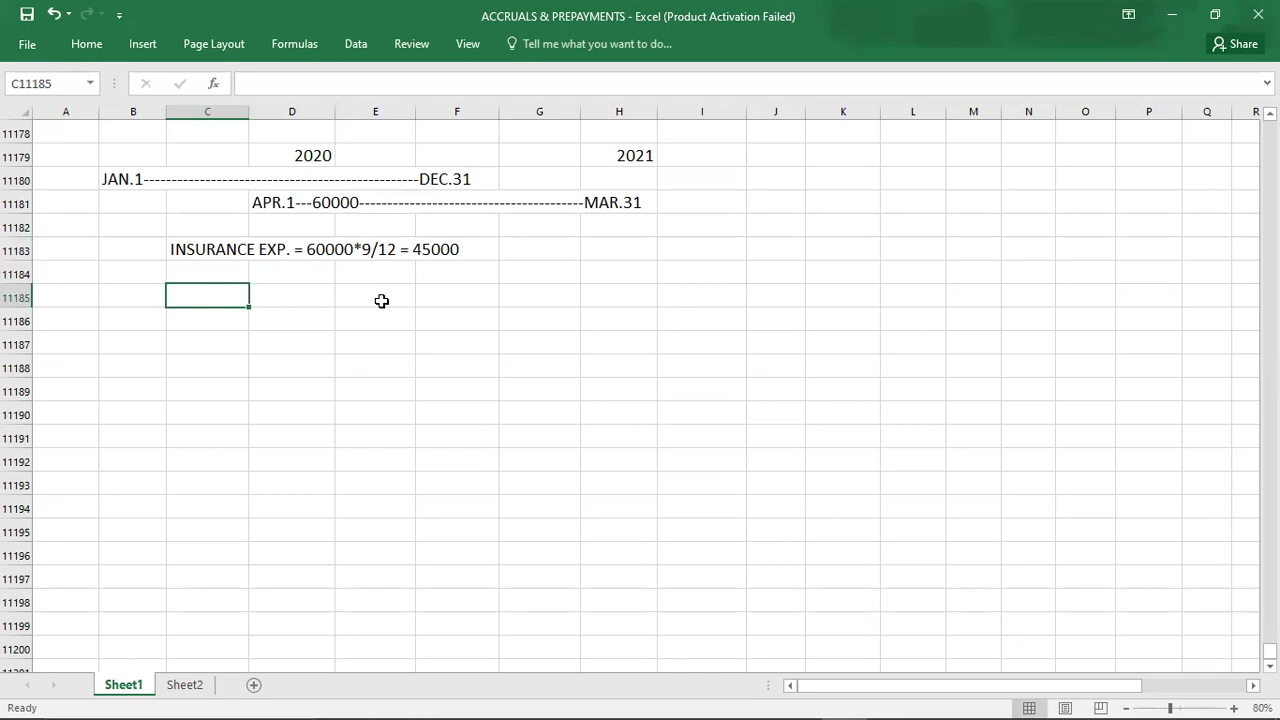 ACCRUALS & PREPAYMENTS - Excel (Product Activation Failed)
File Home Insert Page Layout Formulas Data Review View Tell me what you want to do... Share
C11185 fx
A B C D E F G H I J K L M N O P Q R
11178
11179 2020 2021
11180 JAN.1-------------------------------------------------DEC.31
11181 APR.1---60000----------------------------------------MAR.31
11182
11183 INSURANCE EXP. = 60000*9/12 = 45000
11184
11185
11186
11187
11188
11189
11190
11191
11192
11193
11194
11195
11196
11197
11198
11199
11200
11201
Sheet1 Sheet2
Ready 80%